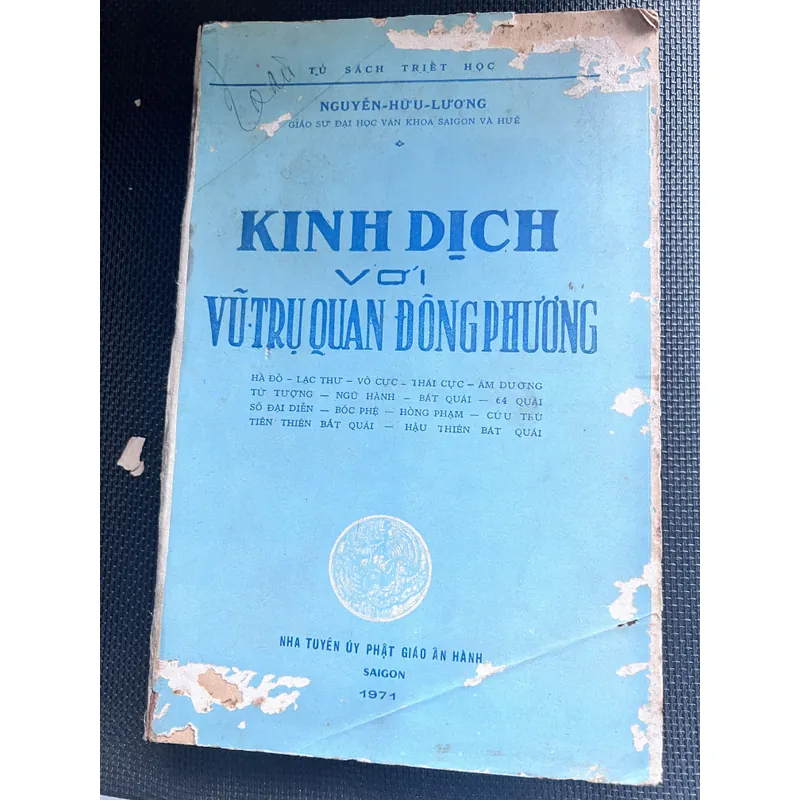 TỦ SÁCH TRIẾT HỌC
NGUYỄN-HỮU-LƯƠNG
GIÁO SƯ ĐẠI HỌC VĂN KHOA SAIGON VÀ HUẾ
KINH DỊCH
VỚI
VŨ-TRỤ QUAN ĐÔNG PHƯƠNG
HÀ ĐỒ - LẠC THƯ - VÔ CỰC - THÁI CỰC - ÂM DƯƠNG
TỨ TƯỢNG - NGŨ HÀNH - BÁT QUÁI - 64 QUÁI
SỐ ĐẠI DIỄN - BỐC PHỆ - HỒNG PHẠM - CỬU TRÙ
TIÊN THIÊN BÁT QUÁI - HẬU THIÊN BÁT QUÁI
NHA TUYÊN ÚY PHẬT GIÁO ẤN HÀNH
SAIGON
1971